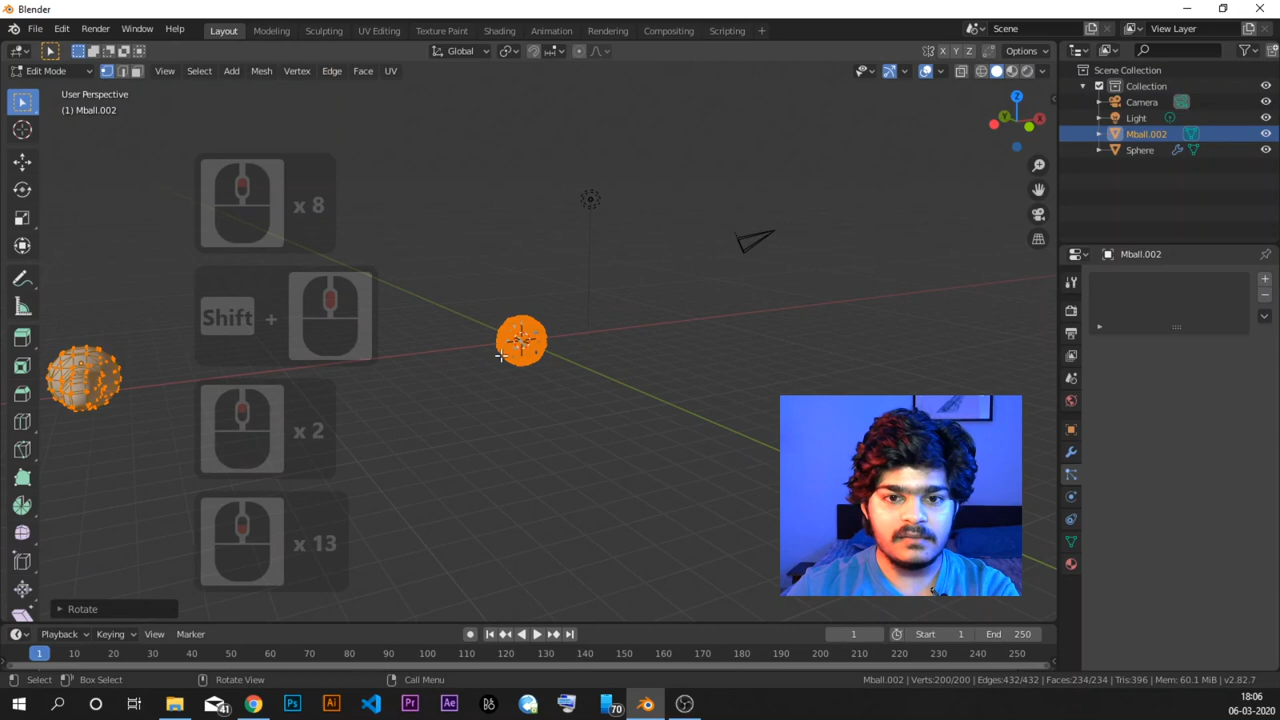 Blender
File Edit Render Window Help
Layout Modeling Sculpting UV Editing Texture Paint Shading Animation Rendering Compositing Scripting +
Scene
View Layer
Global
Options
X Y Z
Edit Mode
View Select Add Mesh Vertex Edge Face UV
User Perspective
(1) Mball.002
Z
Y
X
Scene Collection
Collection
Camera
Light
Mball.002
Sphere
Mball.002
x 8
Shift +
x 2
x 13
Rotate
Playback Keying View Marker
1
Start 1
End 250
1 10 20 30 40 50 60 70 80 90 100 110 120 130 140 150 160 170 180 190 200 210 220 230 240 250
Select
Box Select
Rotate View
Call Menu
Mball.002 | Verts:200/200 | Edges:432/432 | Faces:234/234 | Tris:396 | Mem: 60.1 MiB | v2.82.7
41
Ps
Ai
Pr
Ae
70
18:06
06-03-2020